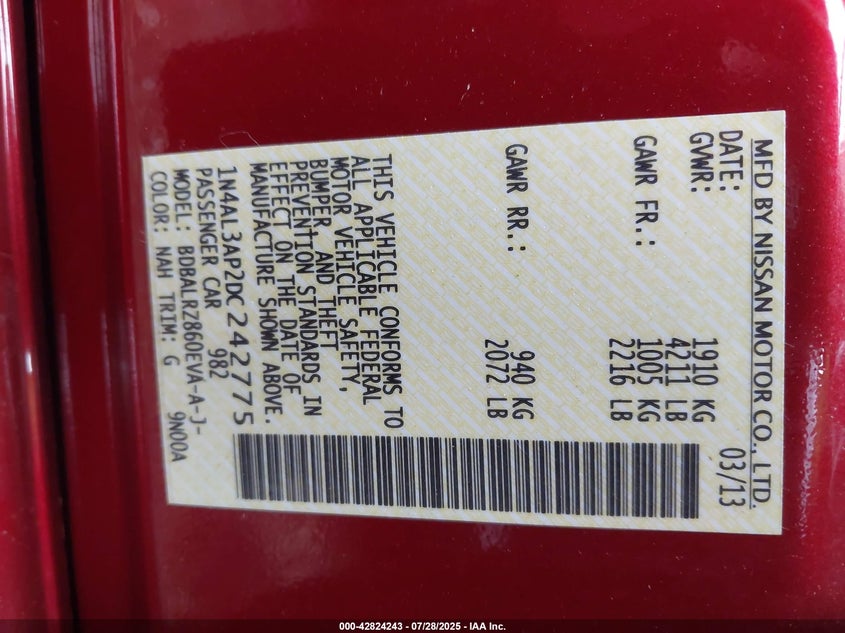 MFD BY NISSAN MOTOR CO., LTD.
DATE: 03/13
GVWR: 1910 KG
4211 LB
GAWR FR.: 1005 KG
2216 LB
GAWR RR.: 940 KG
2072 LB
THIS VEHICLE CONFORMS TO
ALL APPLICABLE FEDERAL
MOTOR VEHICLE SAFETY,
BUMPER, AND THEFT
PREVENTION STANDARDS IN
EFFECT ON THE DATE OF
MANUFACTURE SHOWN ABOVE.
1N4AL3AP2DC242775
PASSENGER CAR 982
MODEL: BDBALRZ860EVA-A-J-
COLOR: NAH TRIM: G 9N00A
000-42824243 - 07/28/2025 - IAA Inc.